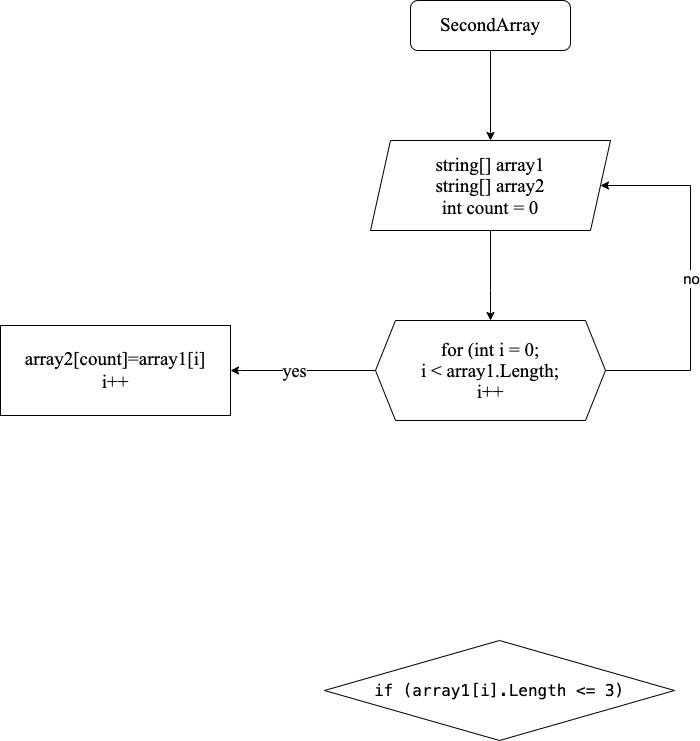 SecondArray
string[] array1
string[] array2
int count = 0
no
for (int i = 0;
i < array1.Length;
i++
yes
array2[count]=array1[i]
i++
if (array1[i].Length <= 3)